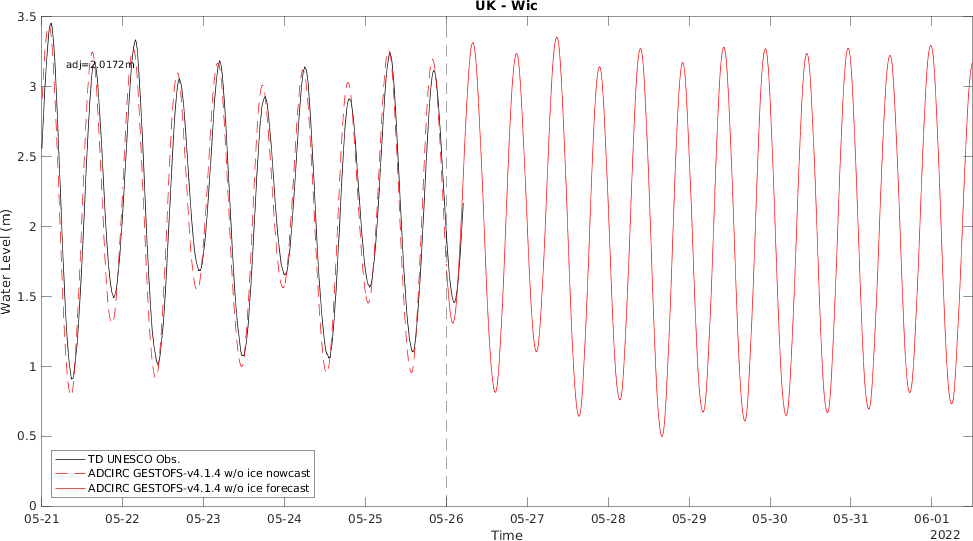 UK - Wic
3.5
3
2.5
2
1.5
1
0.5
0
Water Level (m)
adj=2.0172m
TD UNESCO Obs.
ADCIRC GESTOFS-v4.1.4 w/o ice nowcast
ADCIRC GESTOFS-v4.1.4 w/o ice forecast
05-21 05-22 05-23 05-24 05-25 05-26 05-27 05-28 05-29 05-30 05-31 06-01
Time
2022